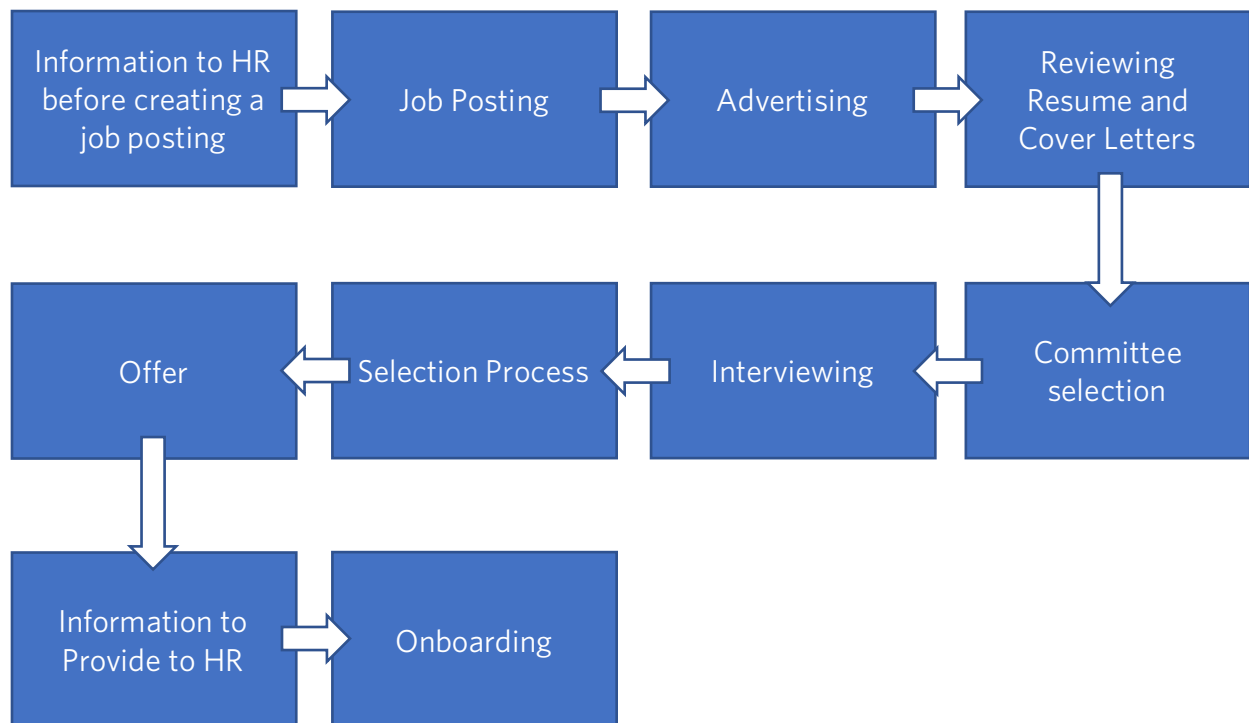 Information to HR
before creating a
job posting
Job Posting
Advertising
Reviewing
Resume and
Cover Letters
Committee
selection
Interviewing
Selection Process
Offer
Information to
Provide to HR
Onboarding